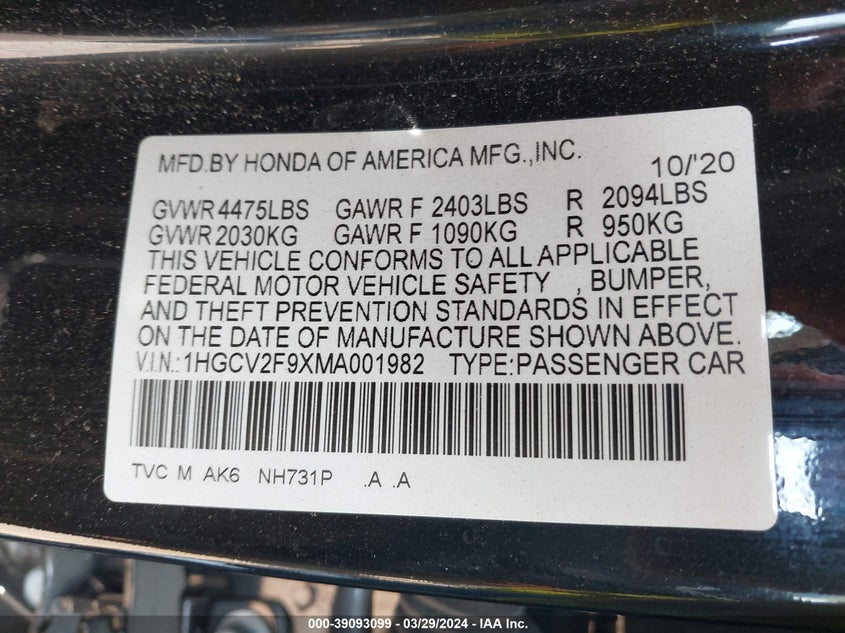 MFD.BY HONDA OF AMERICA MFG.,INC. 10/'20
GVWR 4475LBS GAWR F 2403LBS R 2094LBS
GVWR 2030KG GAWR F 1090KG R 950KG
THIS VEHICLE CONFORMS TO ALL APPLICABLE
FEDERAL MOTOR VEHICLE SAFETY , BUMPER,
AND THEFT PREVENTION STANDARDS IN EFFECT
ON THE DATE OF MANUFACTURE SHOWN ABOVE.
V.I.N.:1HGCV2F9XMA001982 TYPE:PASSENGER CAR
TVC M AK6 NH731P .A .A
000-39093099 / 03/29/2024 - IAA Inc.